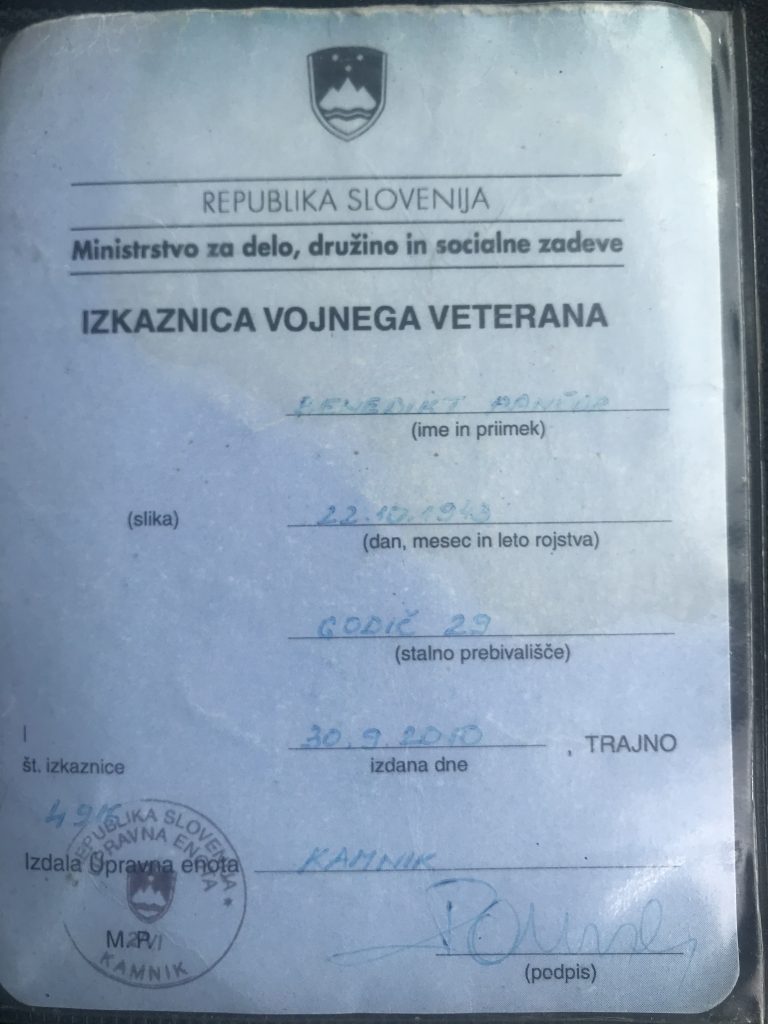 REPUBLIKA SLOVENIJA
Ministrstvo za delo, družino in socialne zadeve
IZKAZNICA VOJNEGA VETERANA
BENEDIKT PANČUR
(ime in priimek)
(slika)
22.10.1943
(dan, mesec in leto rojstva)
GODIČ 29
(stalno prebivališče)
30.9.2010 , TRAJNO
št. izkaznice
izdana dne
REPUBLIKA SLOVENIJA
UPRAVNA ENOTA
Izdala Upravna enota KAMNIK
M.P.
KAMNIK
(podpis)